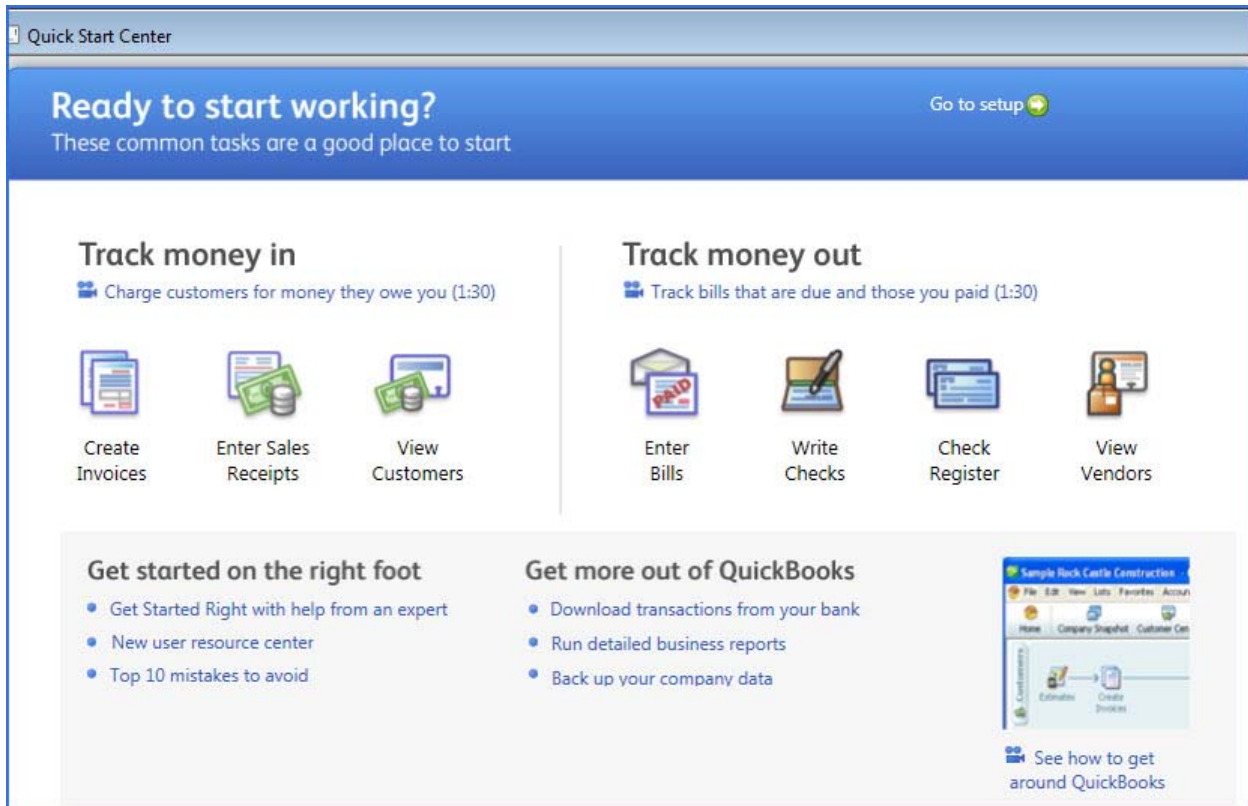 Quick Start Center
Ready to start working?
Go to setup
These common tasks are a good place to start
Track money in
Charge customers for money they owe you (1:30)
Create
Invoices
Enter Sales
Receipts
View
Customers
Track money out
Track bills that are due and those you paid (1:30)
PAID
Enter
Bills
Write
Checks
Check
Register
View
Vendors
Get started on the right foot
Get Started Right with help from an expert
New user resource center
Top 10 mistakes to avoid
Get more out of QuickBooks
Download transactions from your bank
Run detailed business reports
Back up your company data
Sample Rock Castle Construction -
File Edit View Lists Favorites Accoun
Home Company Snapshot Customer Cen
Customers
Estimates
Create
Invoices
See how to get
around QuickBooks